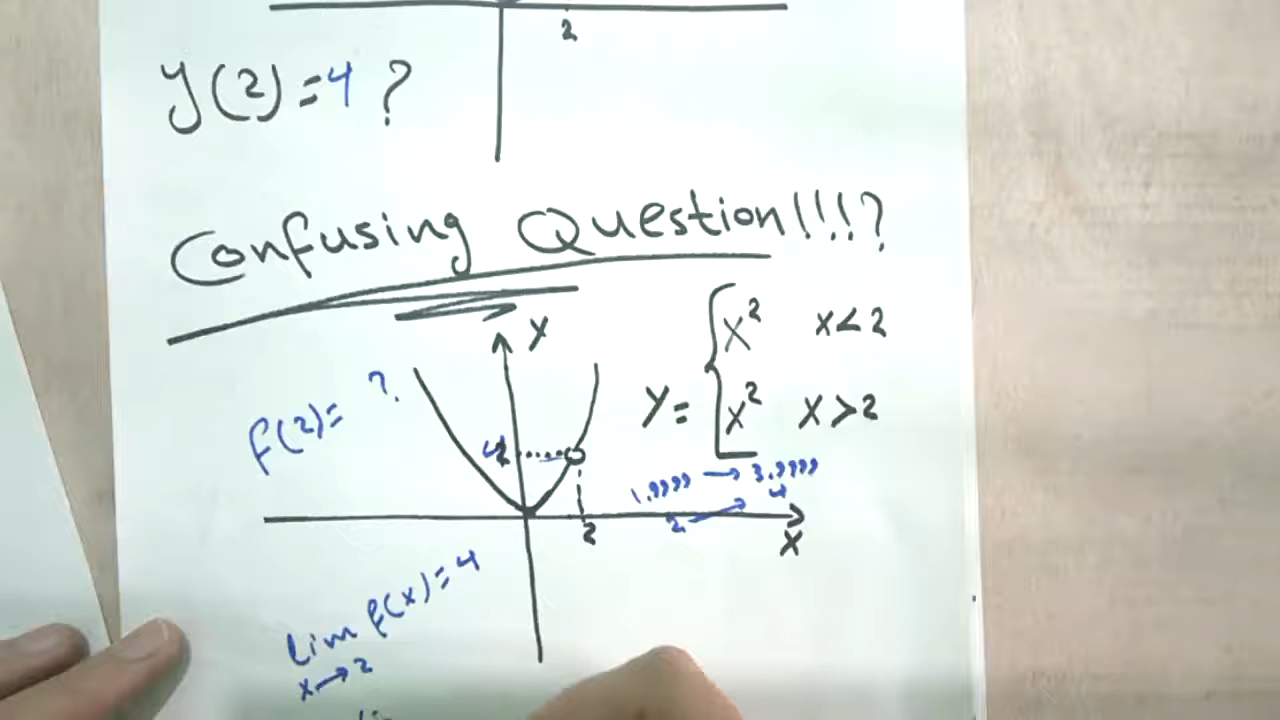 2
y(2)=4 ?
Confusing Question!!!?
X
f(2)= ?
y= x² x<2
x² x>2
4
1.9999 → 3.9999
2 → 4
2
X
lim f(x)=4
x→2